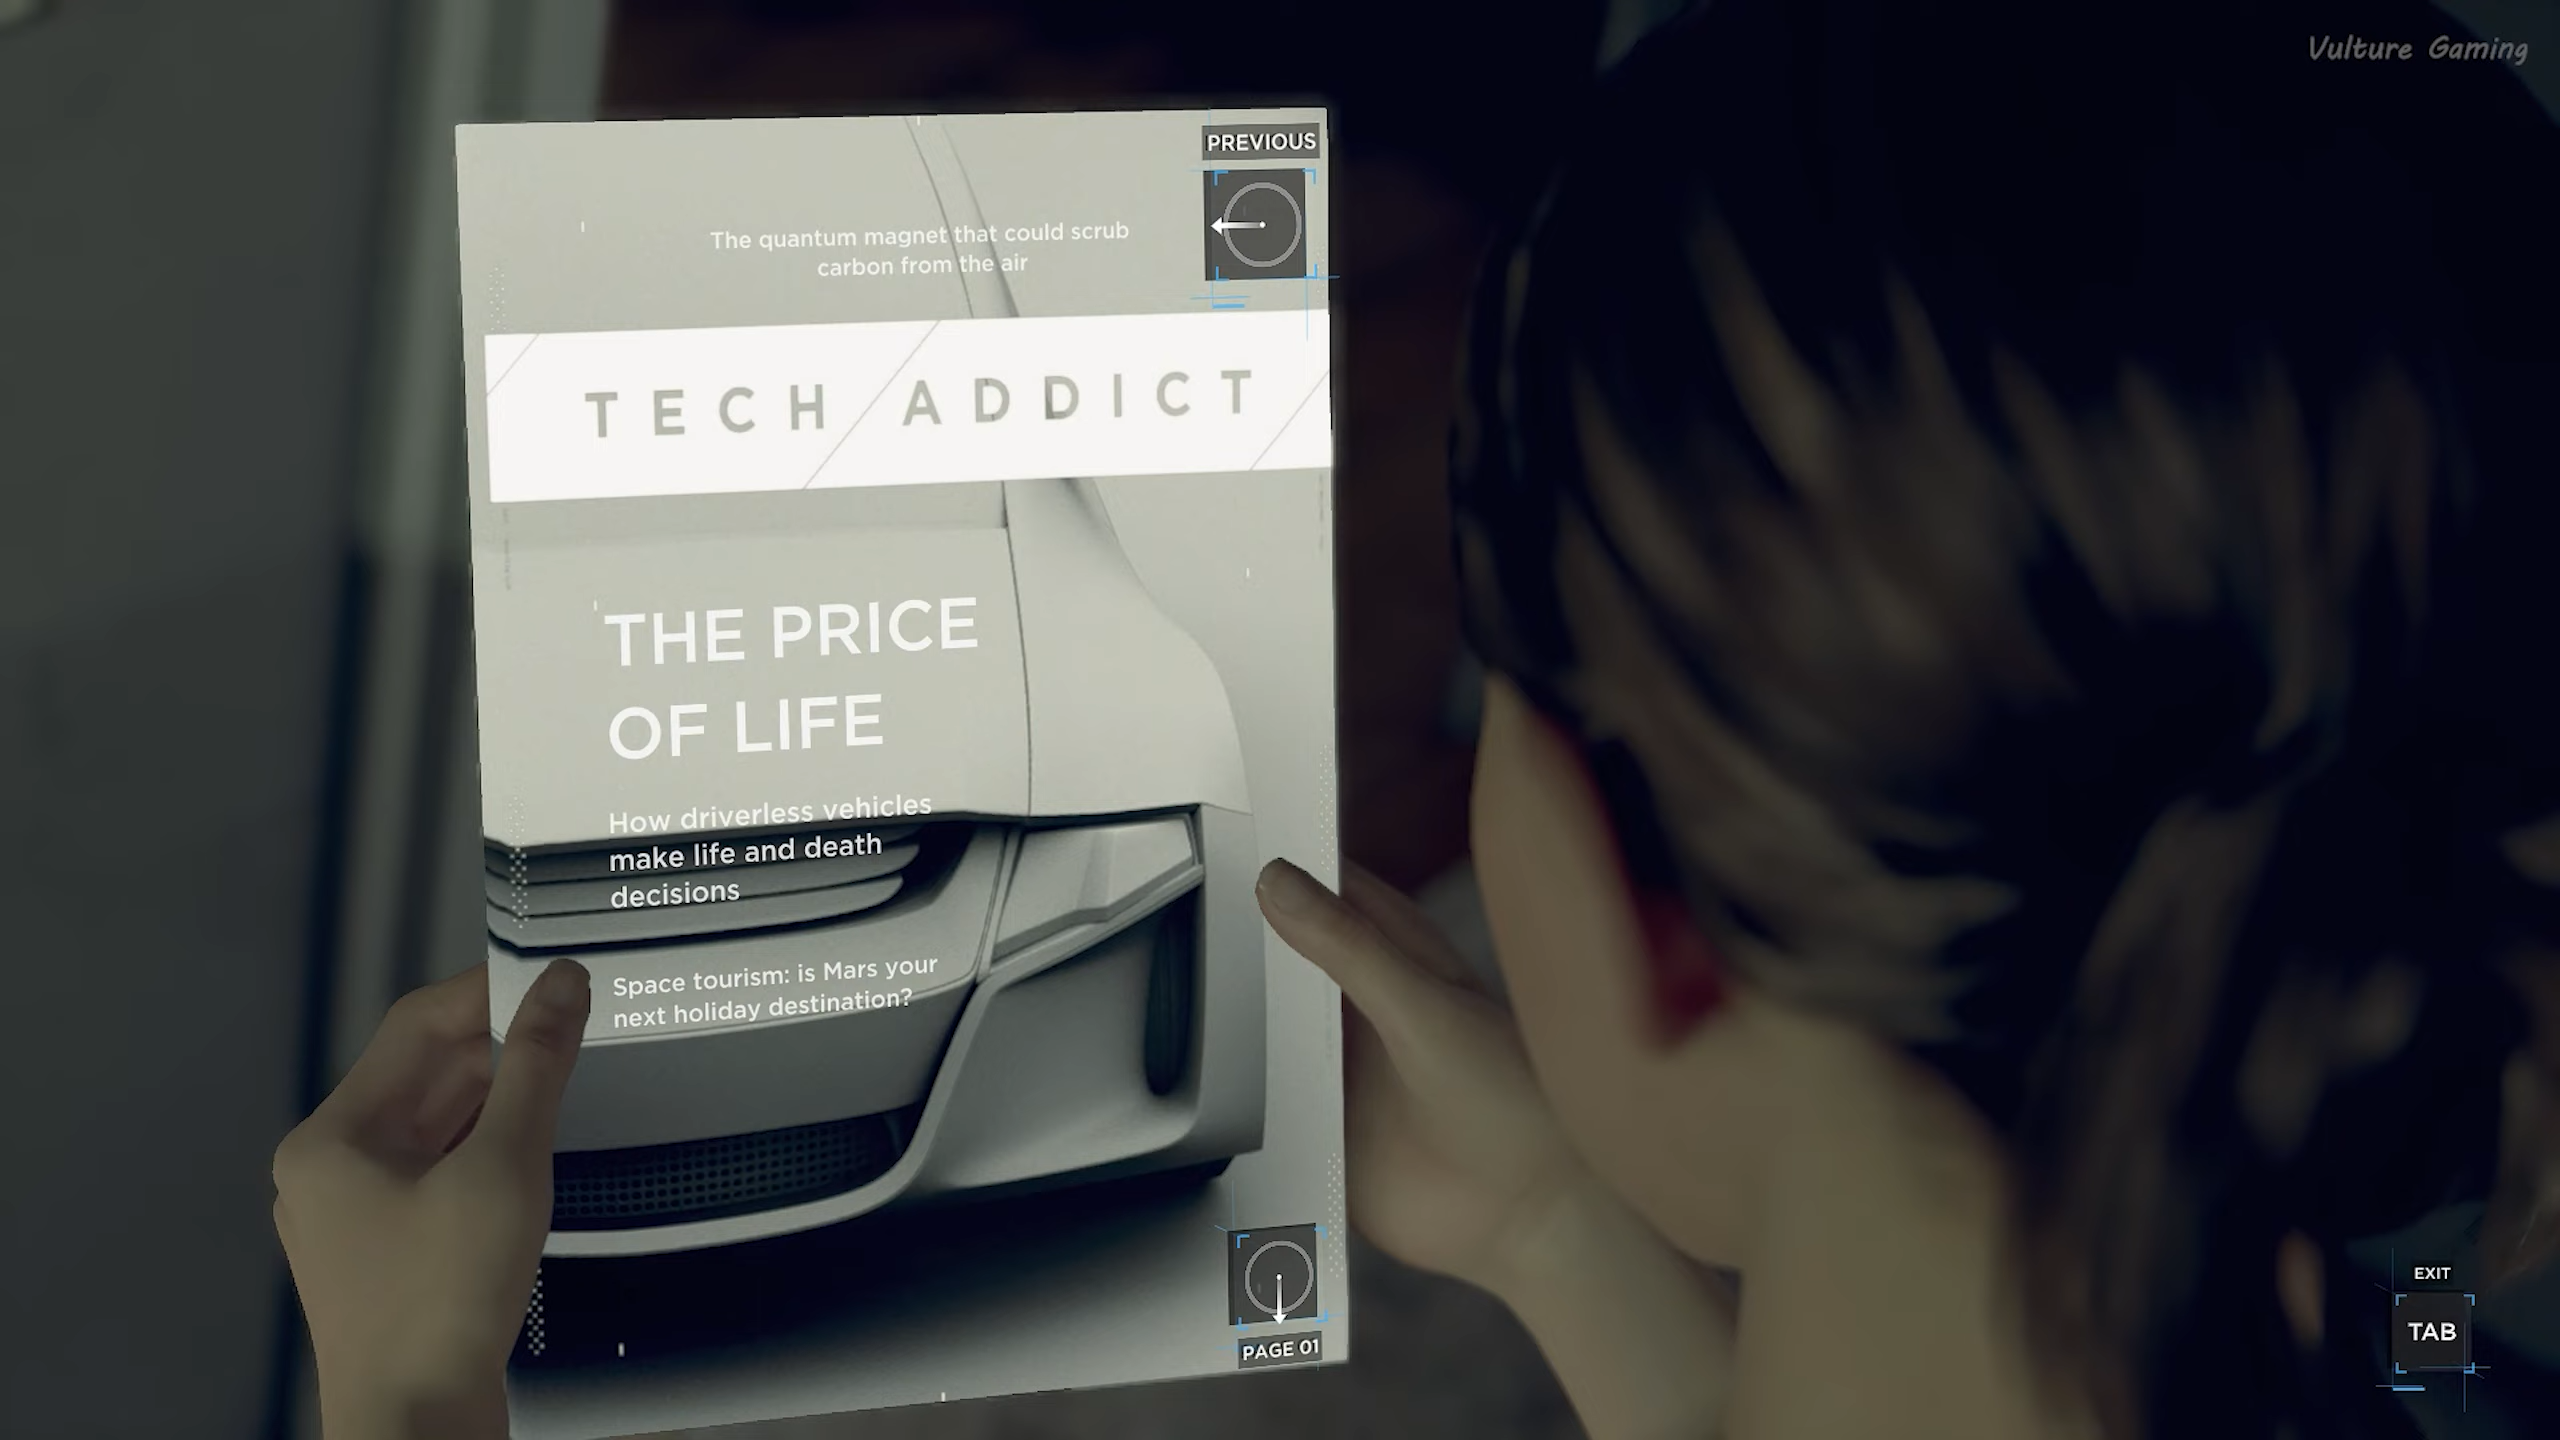 Vulture Gaming
PREVIOUS
The quantum magnet that could scrub
carbon from the air
TECH ADDICT
THE PRICE
OF LIFE
How driverless vehicles
make life and death
decisions
Space tourism: is Mars your
next holiday destination?
PAGE 01
EXIT
TAB